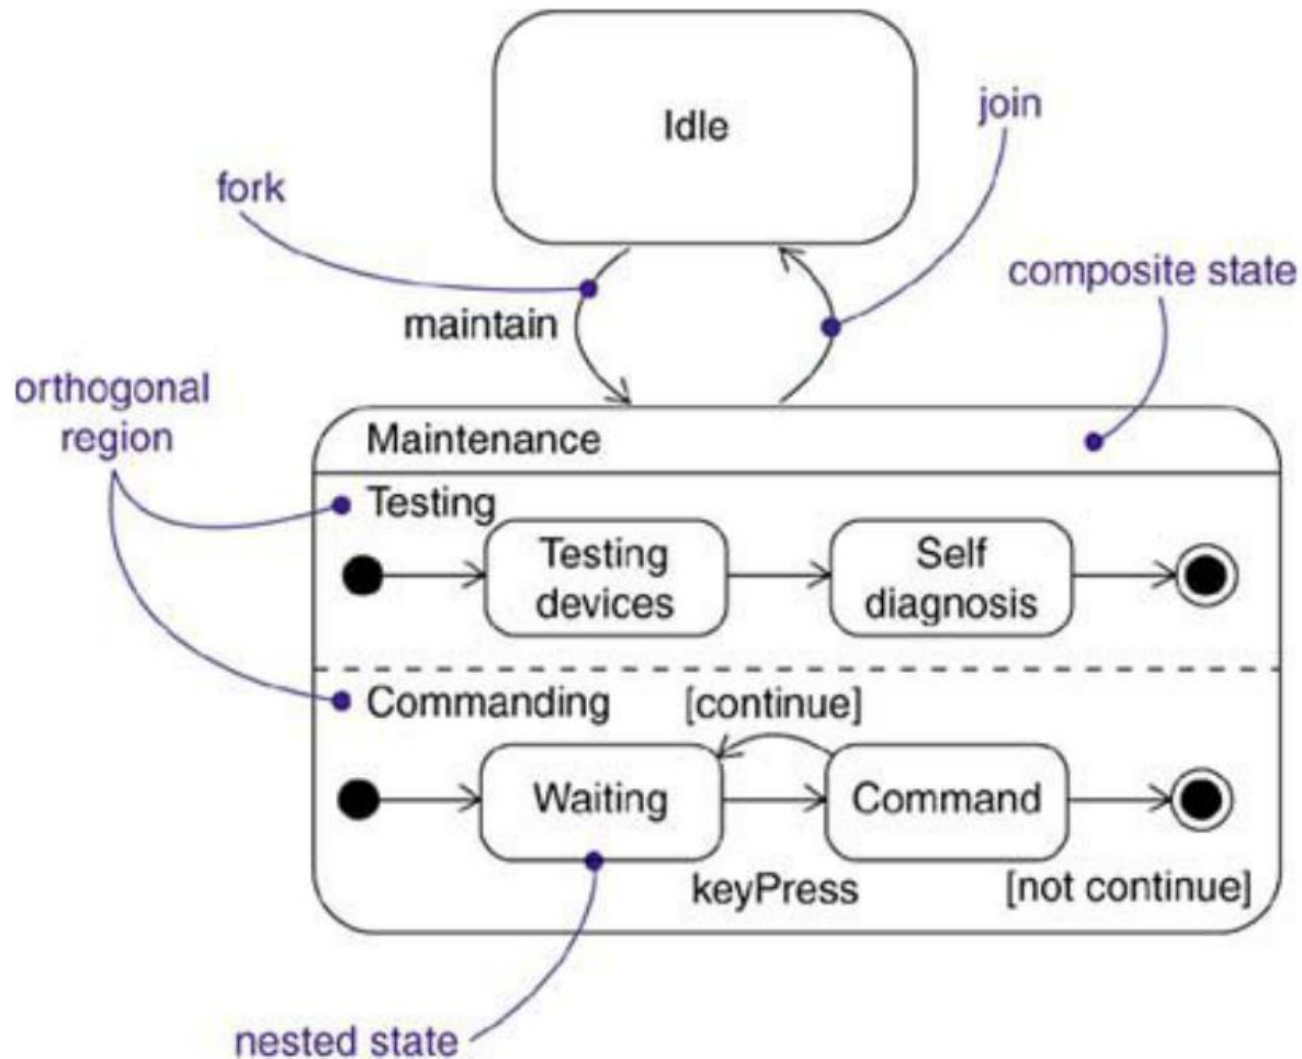 Idle
join
fork
composite state
maintain
orthogonal
region
Maintenance
Testing
Testing
devices
Self
diagnosis
Commanding
[continue]
Waiting
Command
keyPress
[not continue]
nested state